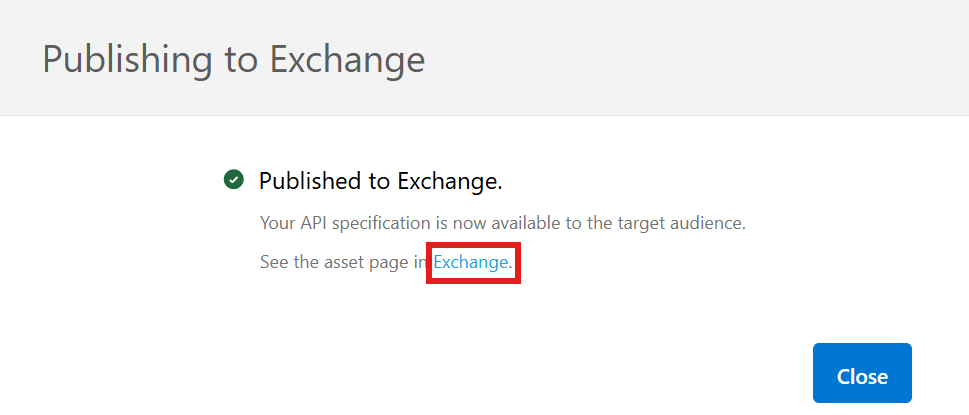 Publishing to Exchange
Published to Exchange.
Your API specification is now available to the target audience.
See the asset page in Exchange.
Close